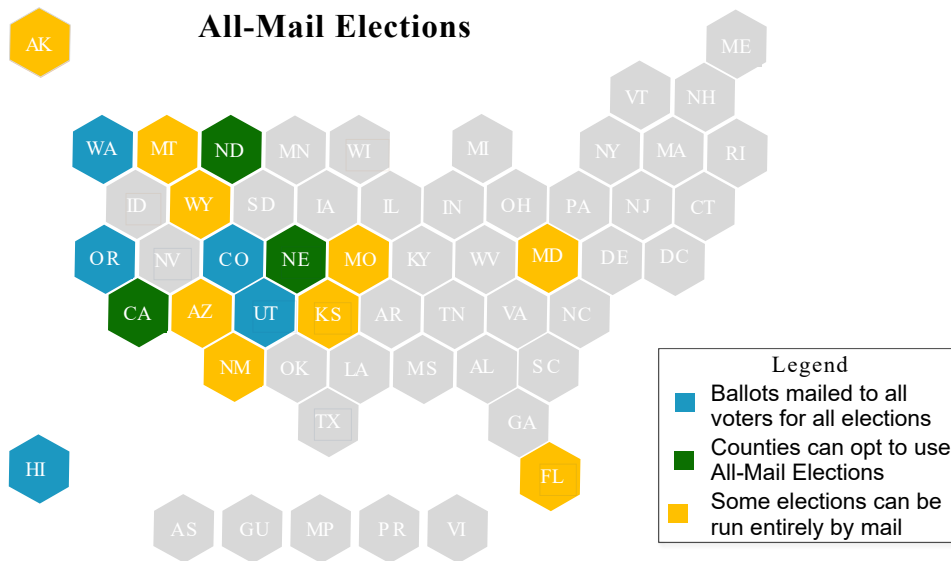 All-Mail Elections
AK
ME
VT NH
WA MT ND MN WI MI NY MA RI
ID WY SD IA IL IN OH PA NJ CT
OR NV CO NE MO KY WV MD DE DC
CA AZ UT KS AR TN VA NC
NM OK LA MS AL SC
TX GA
HI FL
AS GU MP PR VI
Legend
Ballots mailed to all
voters for all elections
Counties can opt to use
All-Mail Elections
Some elections can be
run entirely by mail